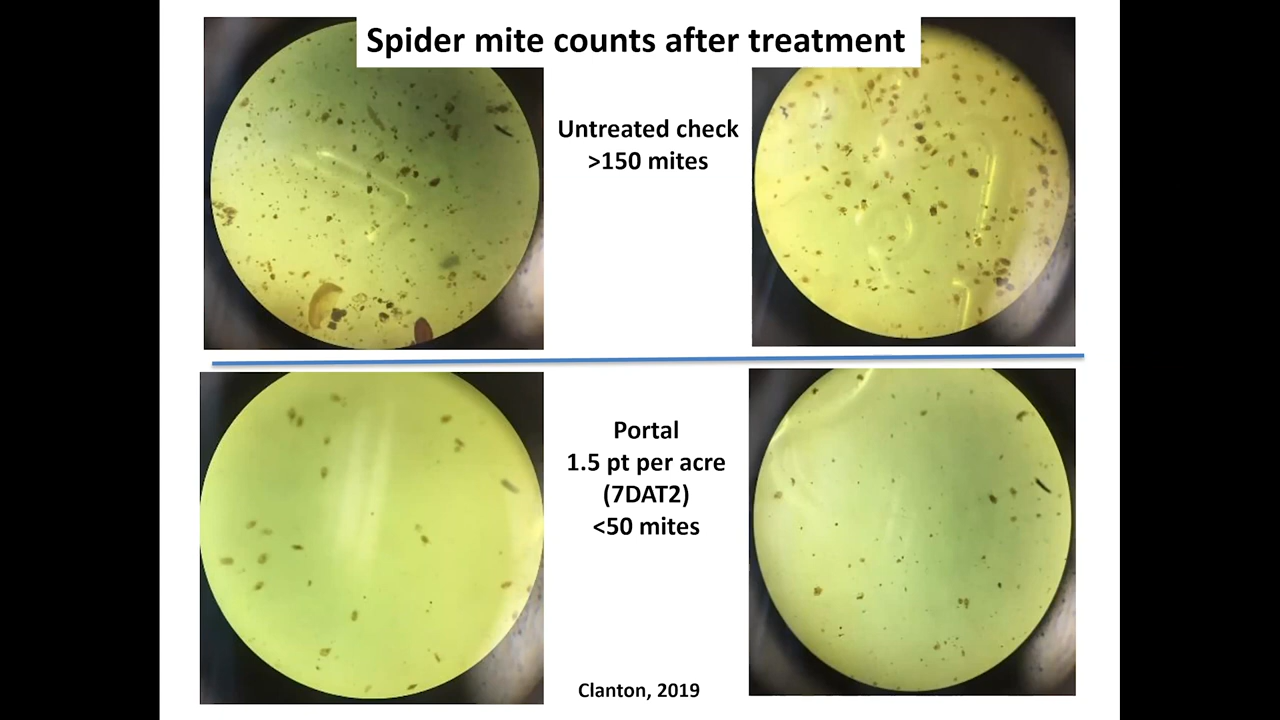 Spider mite counts after treatment
Untreated check
>150 mites
Portal
1.5 pt per acre
(7DAT2)
<50 mites
Clanton, 2019